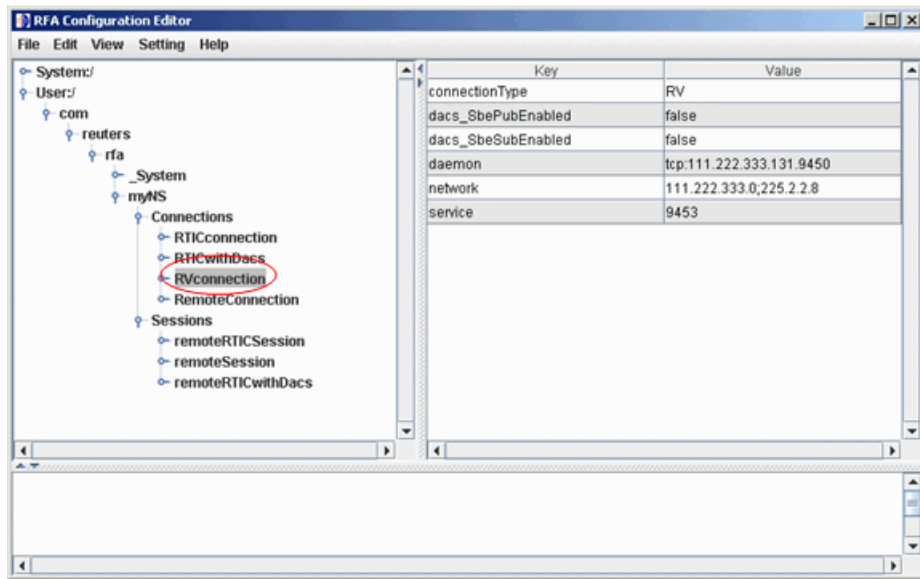 RFA Configuration Editor
File Edit View Setting Help
System:/
User:/
com
reuters
rfa
_System
myNS
Connections
RTICconnection
RTICwithDacs
RVconnection
RemoteConnection
Sessions
remoteRTICSession
remoteSession
remoteRTICwithDacs
Key Value
connectionType RV
dacs_SbePubEnabled false
dacs_SbeSubEnabled false
daemon tcp:111.222.333.131.9450
network 111.222.333.0;225.2.2.8
service 9453